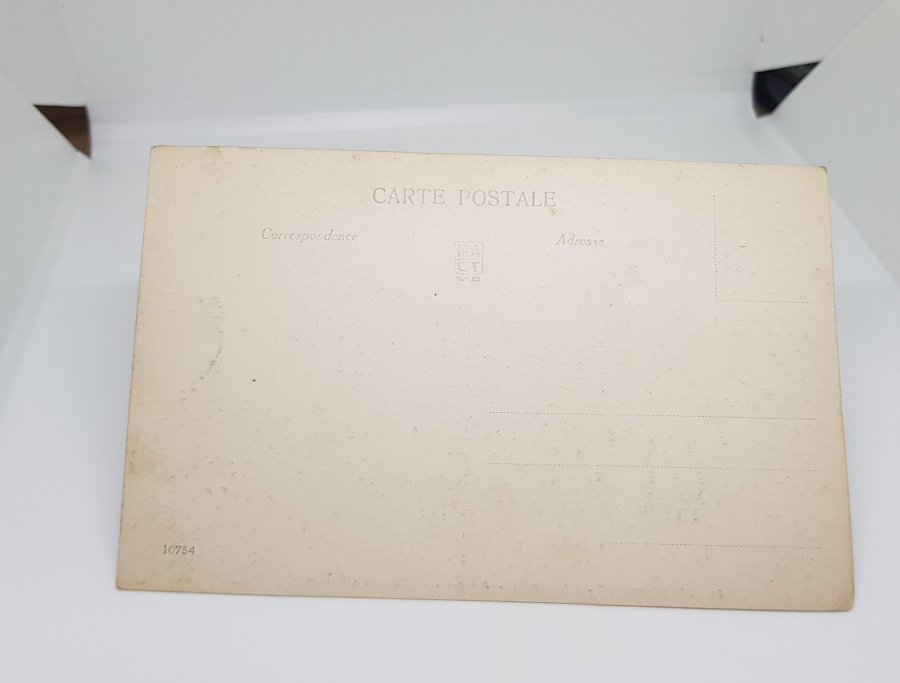 CARTE POSTALE
Correspondance
Adresse
10754